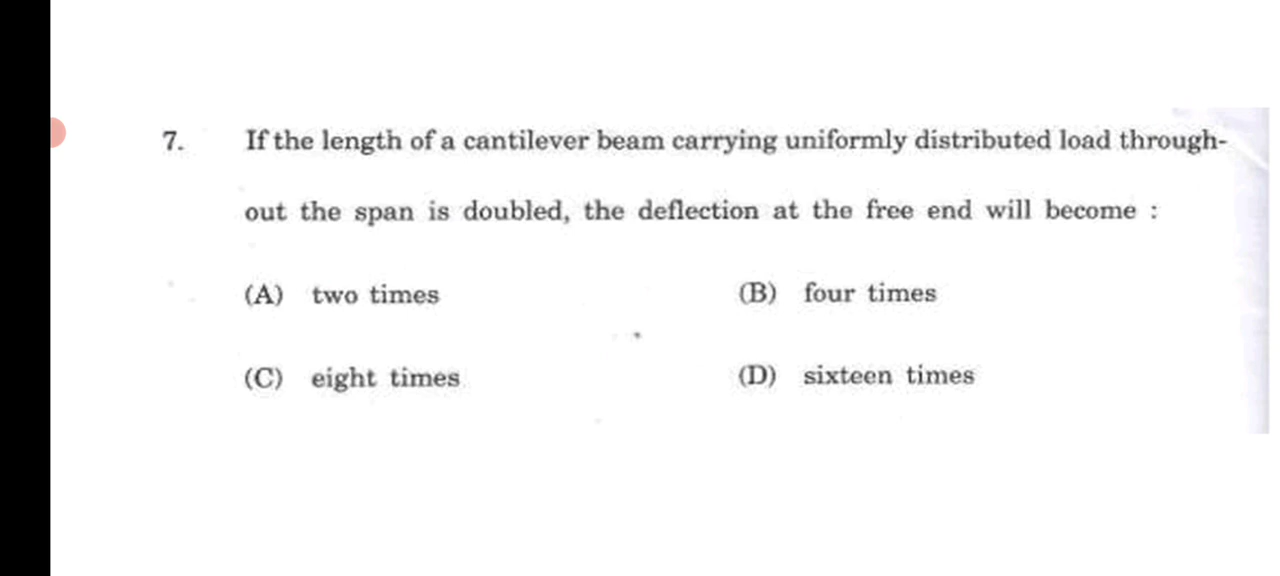 7. If the length of a cantilever beam carrying uniformly distributed load through-
out the span is doubled, the deflection at the free end will become :
(A) two times (B) four times
(C) eight times (D) sixteen times